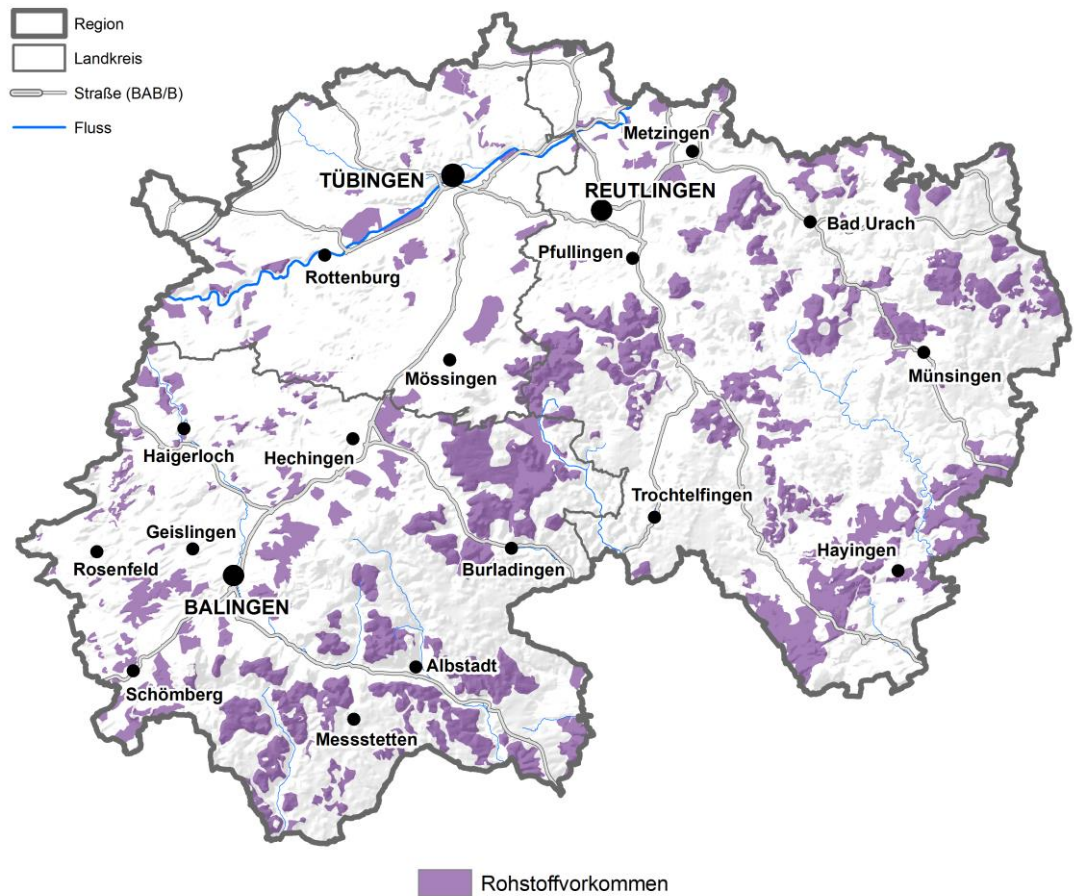 Region
Landkreis
Straße (BAB/B)
Fluss
Metzingen
TÜBINGEN
REUTLINGEN
Bad Urach
Pfullingen
Rottenburg
Münsingen
Mössingen
Haigerloch
Hechingen
Trochtelfingen
Geislingen
Hayingen
Rosenfeld
Burladingen
BALINGEN
Albstadt
Schömberg
Messstetten
Rohstoffvorkommen